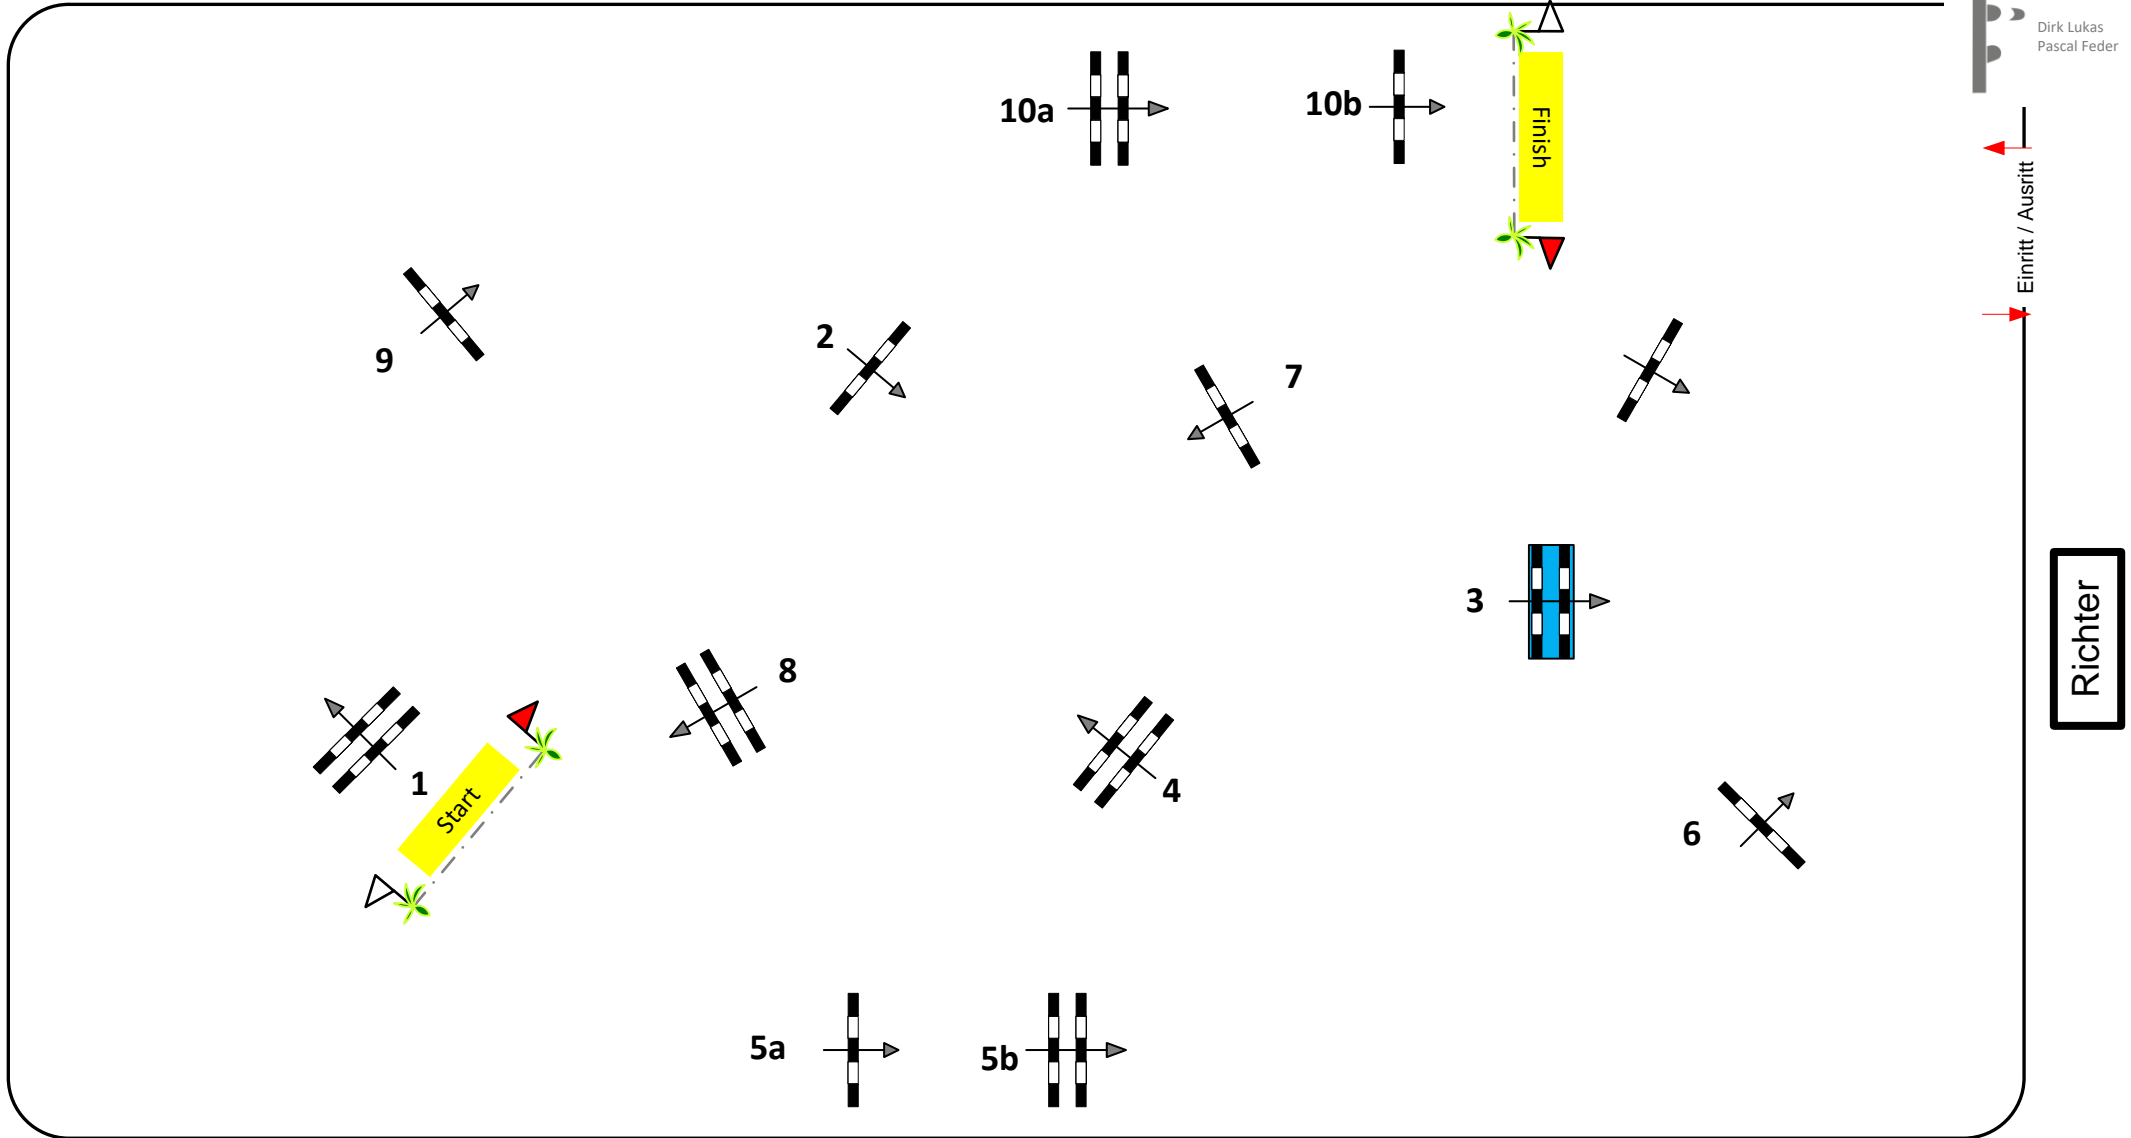 Dirk Lukas
Pascal Feder
10a
10b
Finish
Einritt / Ausritt
9
2
7
3
Richter
8
1
Start
4
6
5a
5b